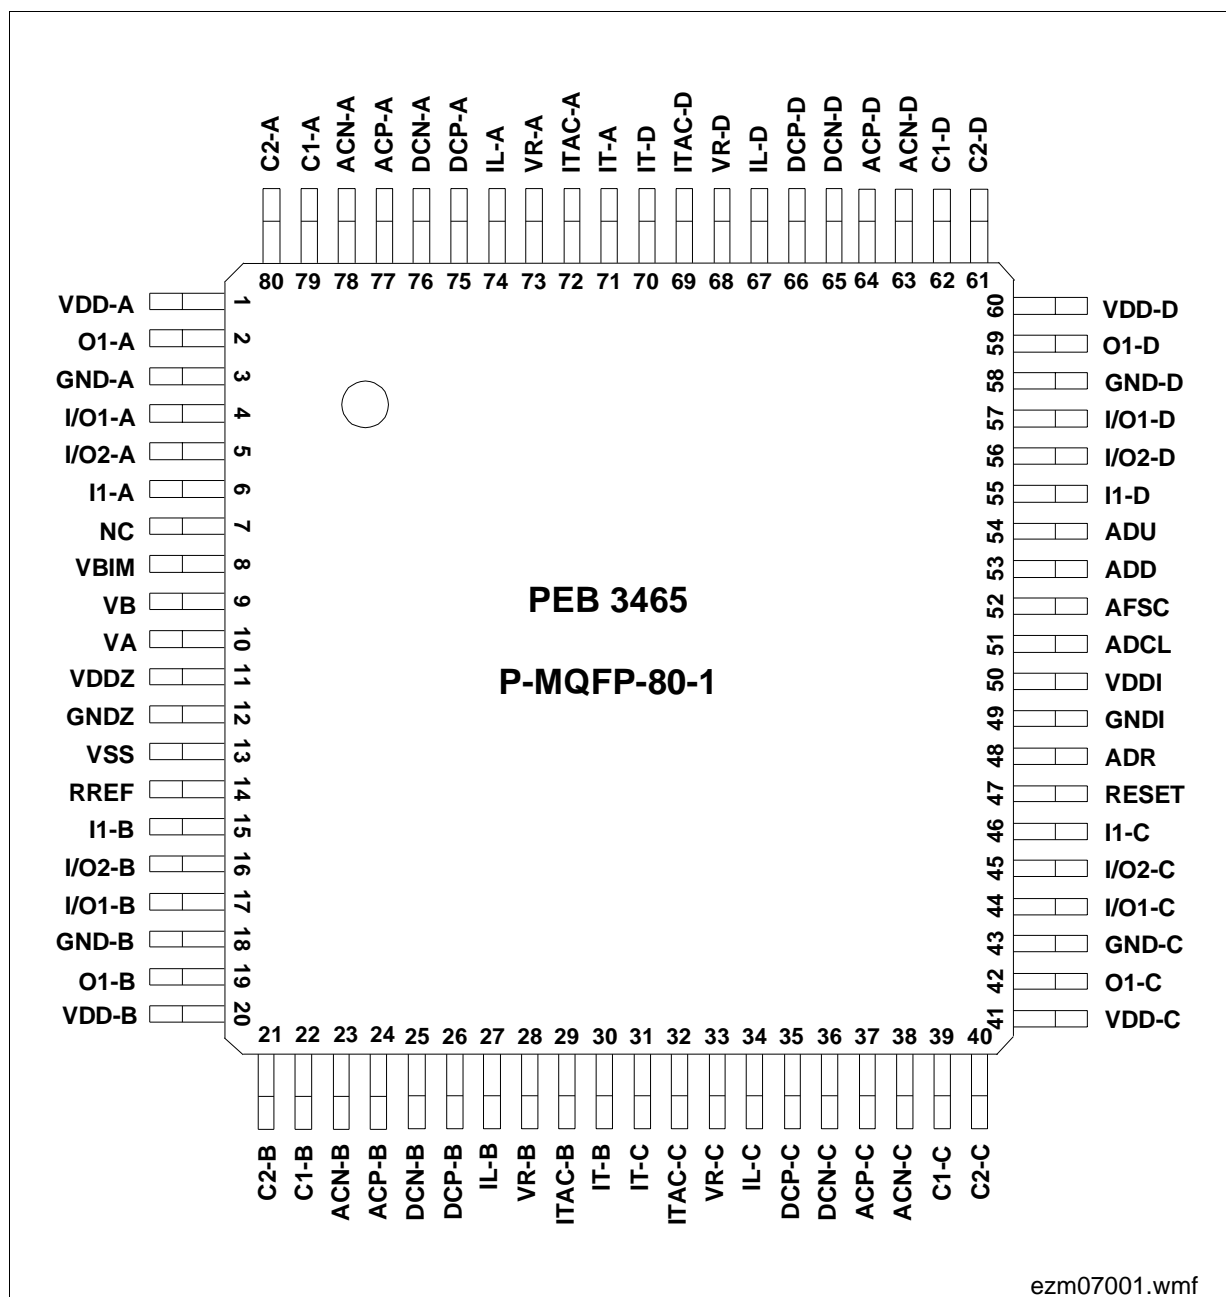 C2-A C1-A ACN-A ACP-A DCN-A DCP-A IL-A VR-A ITAC-A IT-A IT-D ITAC-D VR-D IL-D DCP-D DCN-D ACP-D ACN-D C1-D C2-D
80 79 78 77 76 75 74 73 72 71 70 69 68 67 66 65 64 63 62 61
VDD-A 1 60 VDD-D
O1-A 2 59 O1-D
GND-A 3 58 GND-D
I/O1-A 4 57 I/O1-D
I/O2-A 5 56 I/O2-D
I1-A 6 55 I1-D
NC 7 54 ADU
VBIM 8 53 ADD
VB 9 52 AFSC
PEB 3465
VA 10 51 ADCL
VDDZ 11 50 VDDI
P-MQFP-80-1
GNDZ 12 49 GNDI
VSS 13 48 ADR
RREF 14 47 RESET
I1-B 15 46 I1-C
I/O2-B 16 45 I/O2-C
I/O1-B 17 44 I/O1-C
GND-B 18 43 GND-C
O1-B 19 42 O1-C
VDD-B 20 41 VDD-C
21 22 23 24 25 26 27 28 29 30 31 32 33 34 35 36 37 38 39 40
C2-B C1-B ACN-B ACP-B DCN-B DCP-B IL-B VR-B ITAC-B IT-B IT-C ITAC-C VR-C IL-C DCP-C DCN-C ACP-C ACN-C C1-C C2-C
ezm07001.wmf